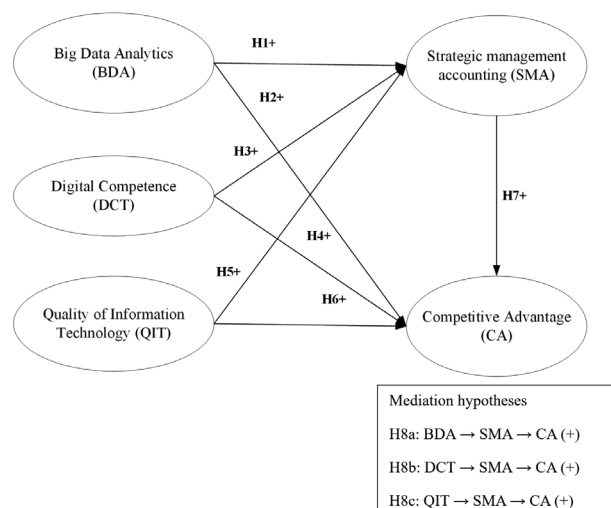 Big Data Analytics
(BDA)
H1+
Strategic management
accounting (SMA)
H2+
H3+
Digital Competence
(DCT)
H7+
H4+
H5+
H6+
Quality of Information
Technology (QIT)
Competitive Advantage
(CA)
Mediation hypotheses
H8a: BDA → SMA → CA (+)
H8b: DCT → SMA → CA (+)
H8c: QIT → SMA → CA (+)